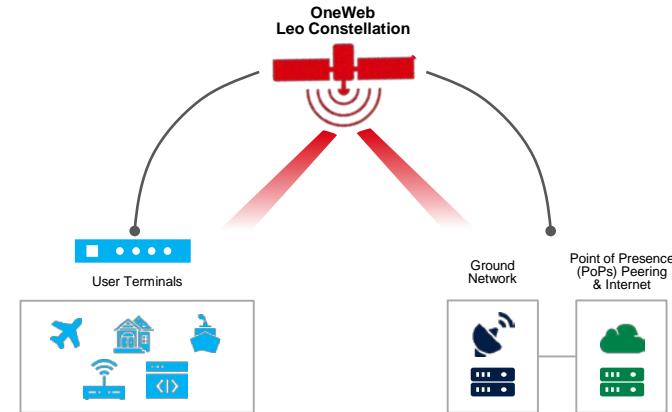 OneWeb
Leo Constellation
User Terminals
Ground
Network
Point of Presence
(PoPs) Peering
& Internet